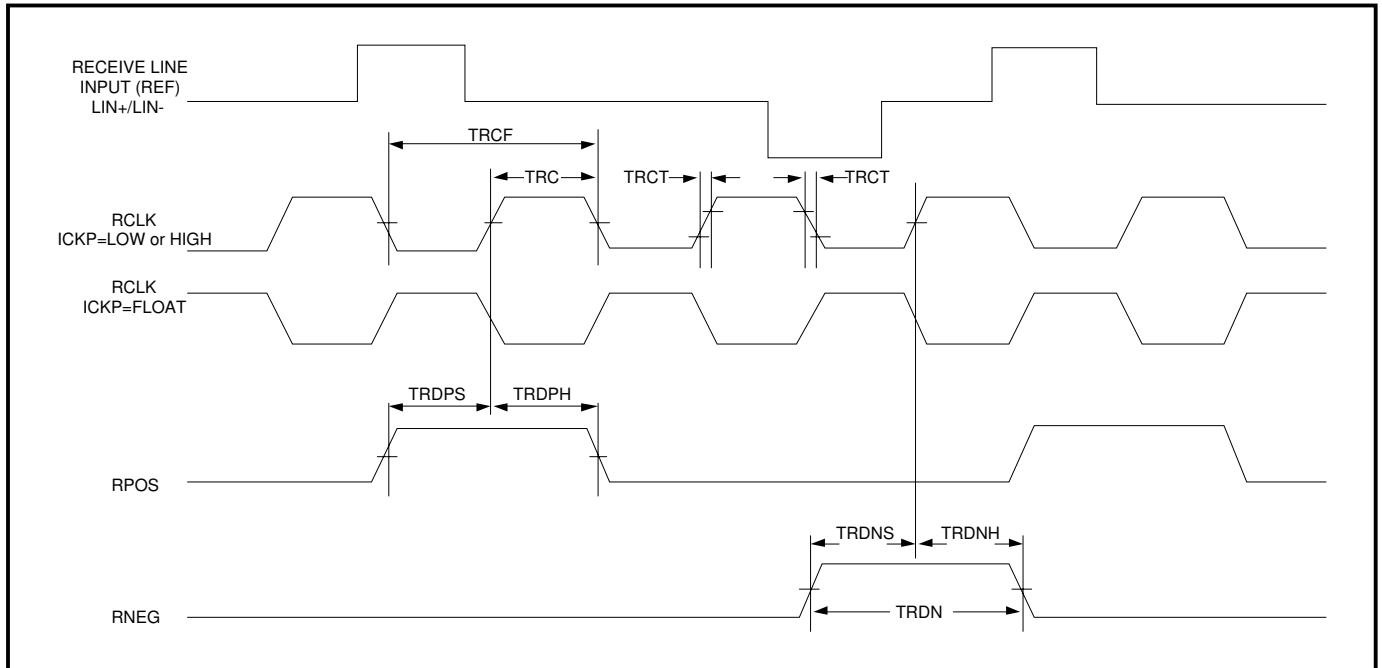 RECEIVE LINE
INPUT (REF)
LIN+/LIN-
TRCF
TRC
TRCT
TRCT
RCLK
ICKP=LOW or HIGH
RCLK
ICKP=FLOAT
TRDPS
TRDPH
RPOS
TRDNS
TRDNH
RNEG
TRDN